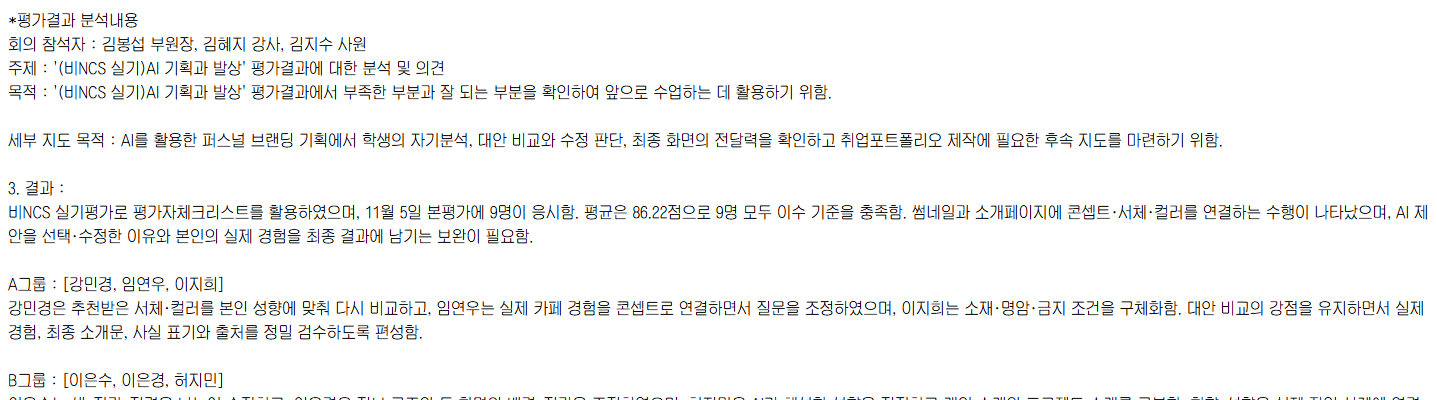 *평가결과 분석내용
회의 참석자 : 김봉섭 부원장, 김혜지 강사, 김지수 사원
주제 : '(비NCS 실기)AI 기획과 발상' 평가결과에 대한 분석 및 의견
목적 : '(비NCS 실기)AI 기획과 발상' 평가결과에서 부족한 부분과 잘 되는 부분을 확인하여 앞으로 수업하는 데 활용하기 위함.
세부 지도 목적 : AI를 활용한 퍼스널 브랜딩 기획에서 학생의 자기분석, 대안 비교와 수정 판단, 최종 화면의 전달력을 확인하고 취업포트폴리오 제작에 필요한 후속 지도를 마련하기 위함.
3. 결과 :
비NCS 실기평가로 평가자체크리스트를 활용하였으며, 11월 5일 본평가에 9명이 응시함. 평균은 86.22점으로 9명 모두 이수 기준을 충족함. 썸네일과 소개페이지에 콘셉트·서체·컬러를 연결하는 수행이 나타났으며, AI 제
안을 선택·수정한 이유와 본인의 실제 경험을 최종 결과에 남기는 보완이 필요함.
A그룹 : [강민경, 임연우, 이지희]
강민경은 추천받은 서체·컬러를 본인 성향에 맞춰 다시 비교하고, 임연우는 실제 카페 경험을 콘셉트로 연결하면서 질문을 조정하였으며, 이지희는 소재·명암·금지 조건을 구체화함. 대안 비교의 강점을 유지하면서 실제
경험, 최종 소개문, 사실 표기와 출처를 정밀 검수하도록 편성함.
B그룹 : [이은수, 이은경, 허지민]